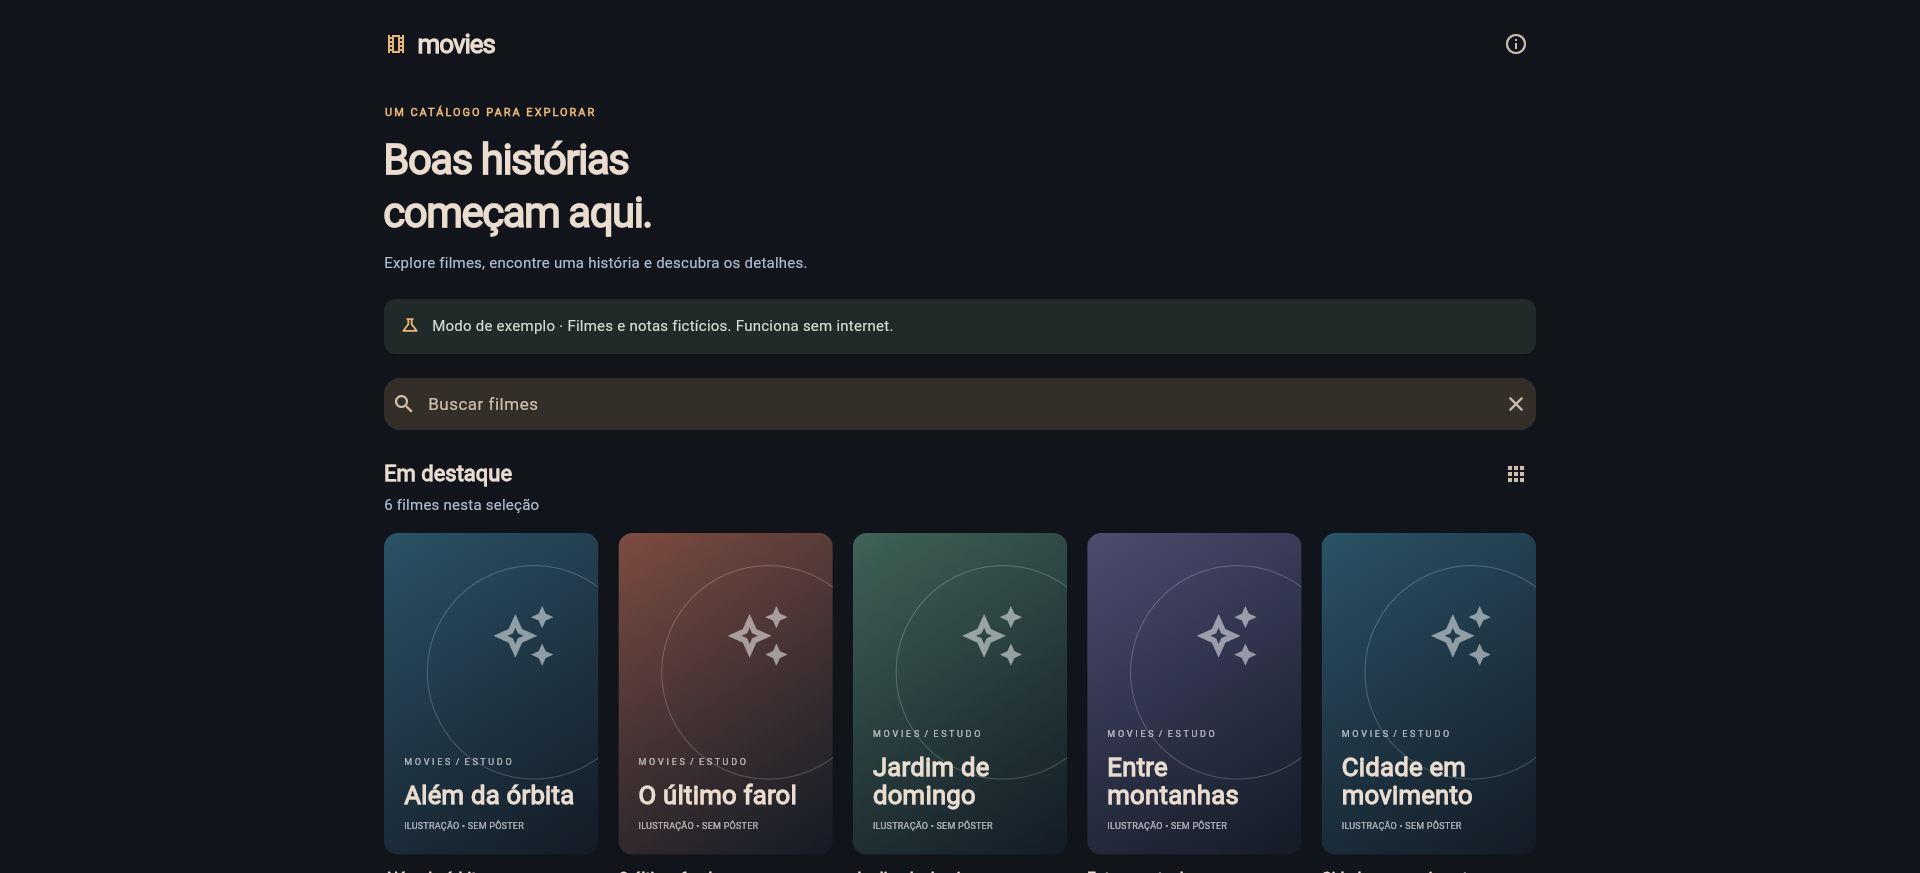 movies
UM CATÁLOGO PARA EXPLORAR
Boas histórias
começam aqui.
Explore filmes, encontre uma história e descubra os detalhes.
Modo de exemplo · Filmes e notas fictícios. Funciona sem internet.
Buscar filmes
Em destaque
6 filmes nesta seleção
MOVIES / ESTUDO
Além da órbita
ILUSTRAÇÃO • SEM PÔSTER
MOVIES / ESTUDO
O último farol
ILUSTRAÇÃO • SEM PÔSTER
MOVIES / ESTUDO
Jardim de
domingo
ILUSTRAÇÃO • SEM PÔSTER
MOVIES / ESTUDO
Entre
montanhas
ILUSTRAÇÃO • SEM PÔSTER
MOVIES / ESTUDO
Cidade em
movimento
ILUSTRAÇÃO • SEM PÔSTER